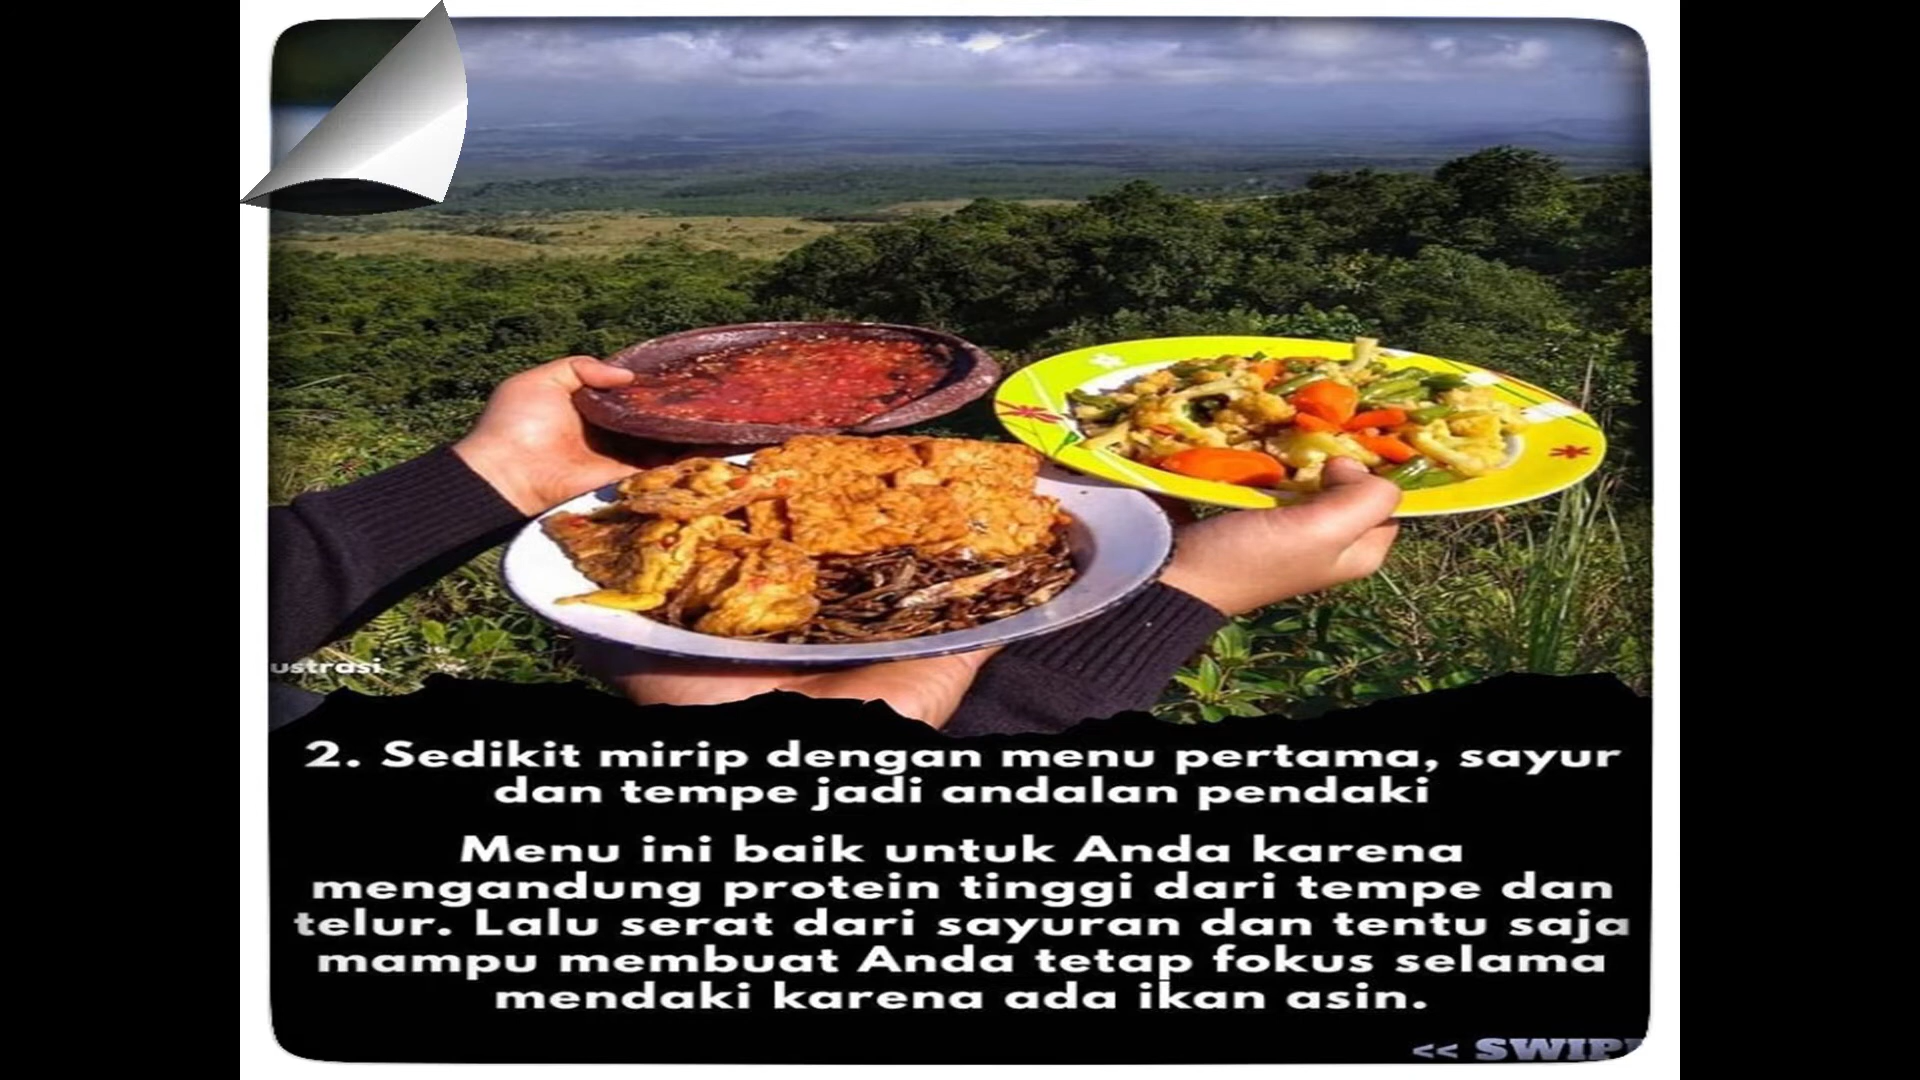 ustrasi
2. Sedikit mirip dengan menu pertama, sayur
dan tempe jadi andalan pendaki
Menu ini baik untuk Anda karena
mengandung protein tinggi dari tempe dan
telur. Lalu serat dari sayuran dan tentu saja
mampu membuat Anda tetap fokus selama
mendaki karena ada ikan asin.
<< SWIP